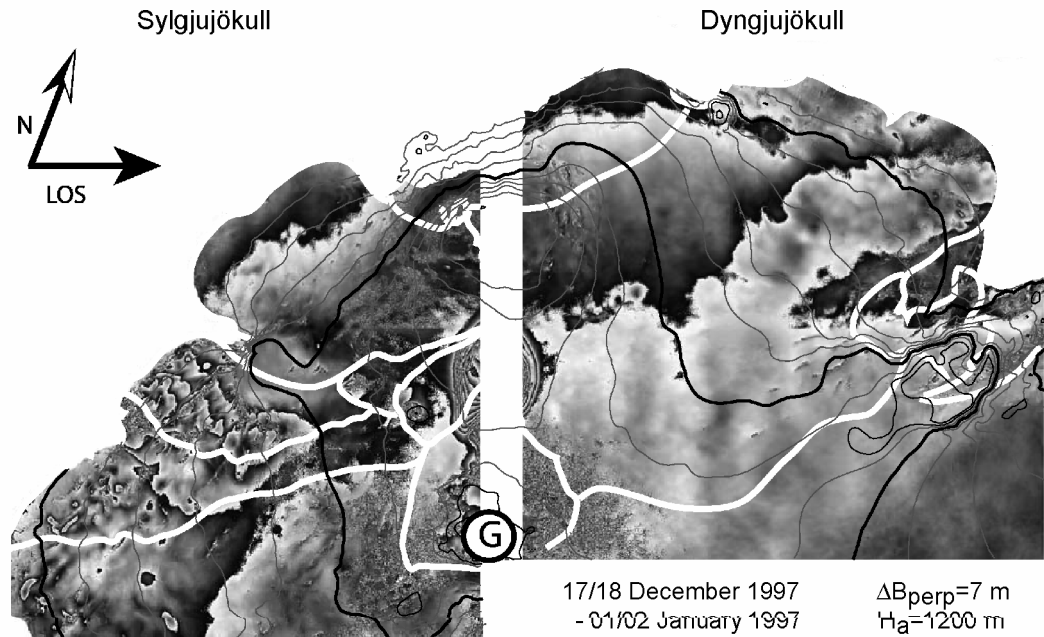 Sylgjujökull
Dyngjujökull
N
LOS
G
17/18 December 1997
- 01/02 January 1997
ΔBperp=7 m
Ha=1200 m